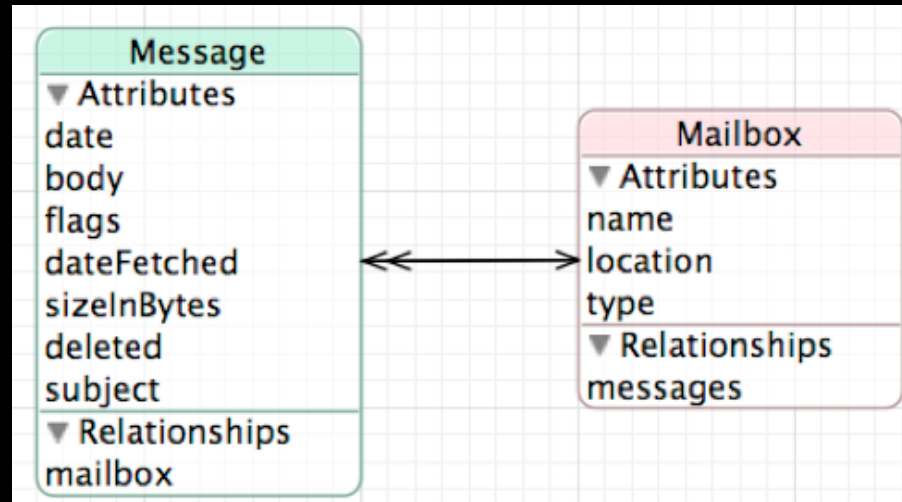 Message
▼ Attributes
date
body
flags
dateFetched
sizeInBytes
deleted
subject
▼ Relationships
mailbox
Mailbox
▼ Attributes
name
location
type
▼ Relationships
messages